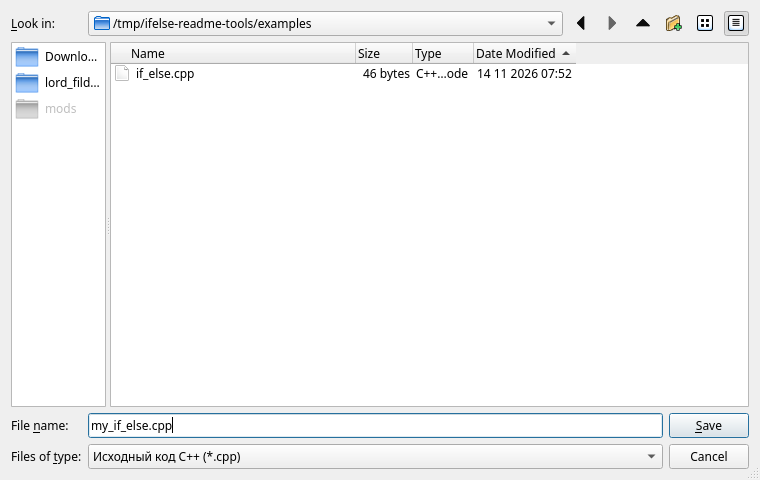 Look in: /tmp/ifelse-readme-tools/examples
Downlo...
lord_fild...
mods
Name Size Type Date Modified
if_else.cpp 46 bytes C++...ode 14 11 2026 07:52
File name: my_if_else.cpp Save
Files of type: Исходный код C++ (*.cpp) Cancel